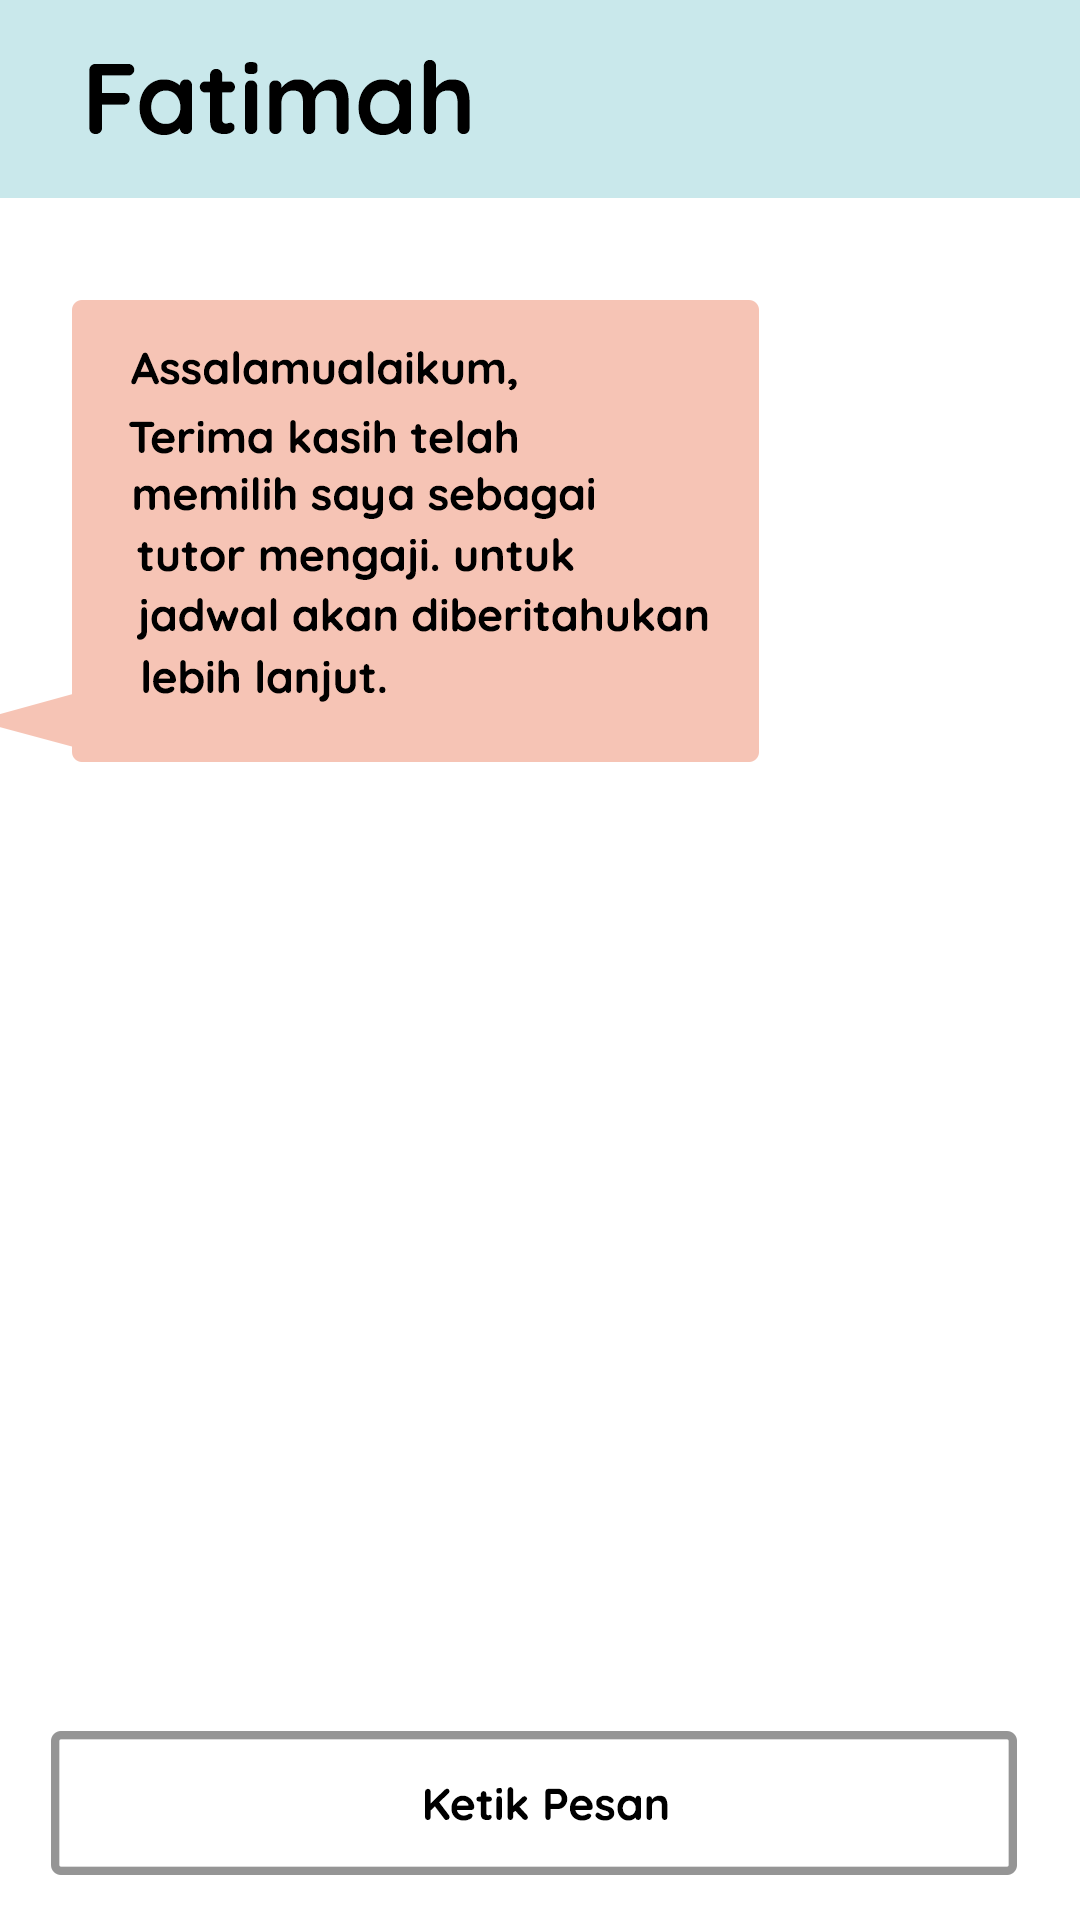 Fatimah
Assalamualaikum,
Terima kasih telah
memilih saya sebagai
tutor mengaji. untuk
jadwal akan diberitahukan
lebih lanjut.
Ketik Pesan